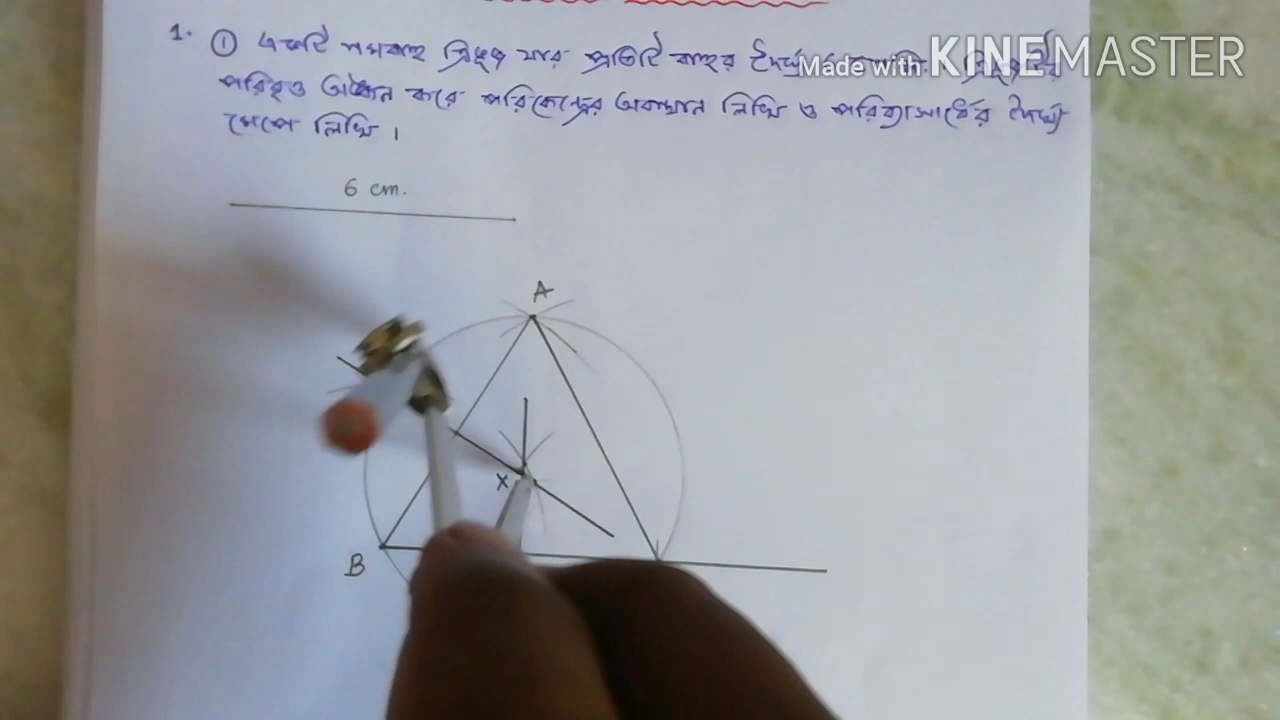 1. ① একটি সমবাহু ত্রিভুজ যার প্রতিটি বাহুর দৈর্ঘ্য
পরিবৃত্ত অঙ্কন করে পরিকেন্দ্রের অবস্থান লিখি ও পরিব্যাসার্ধের দৈর্ঘ্য
মেপে লিখি।
Made with KINEMASTER
6 cm.
A
X
B